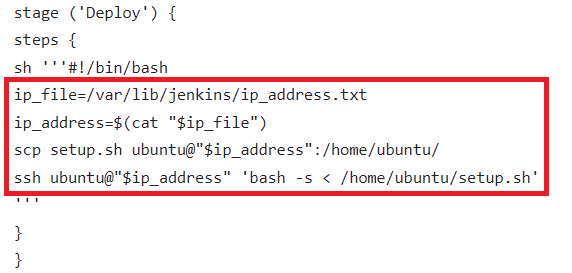 stage ('Deploy') {
steps {
sh '''#!/bin/bash
ip_file=/var/lib/jenkins/ip_address.txt
ip_address=$(cat "$ip_file")
scp setup.sh ubuntu@"$ip_address":/home/ubuntu/
ssh ubuntu@"$ip_address" 'bash -s < /home/ubuntu/setup.sh'
'''
}
}